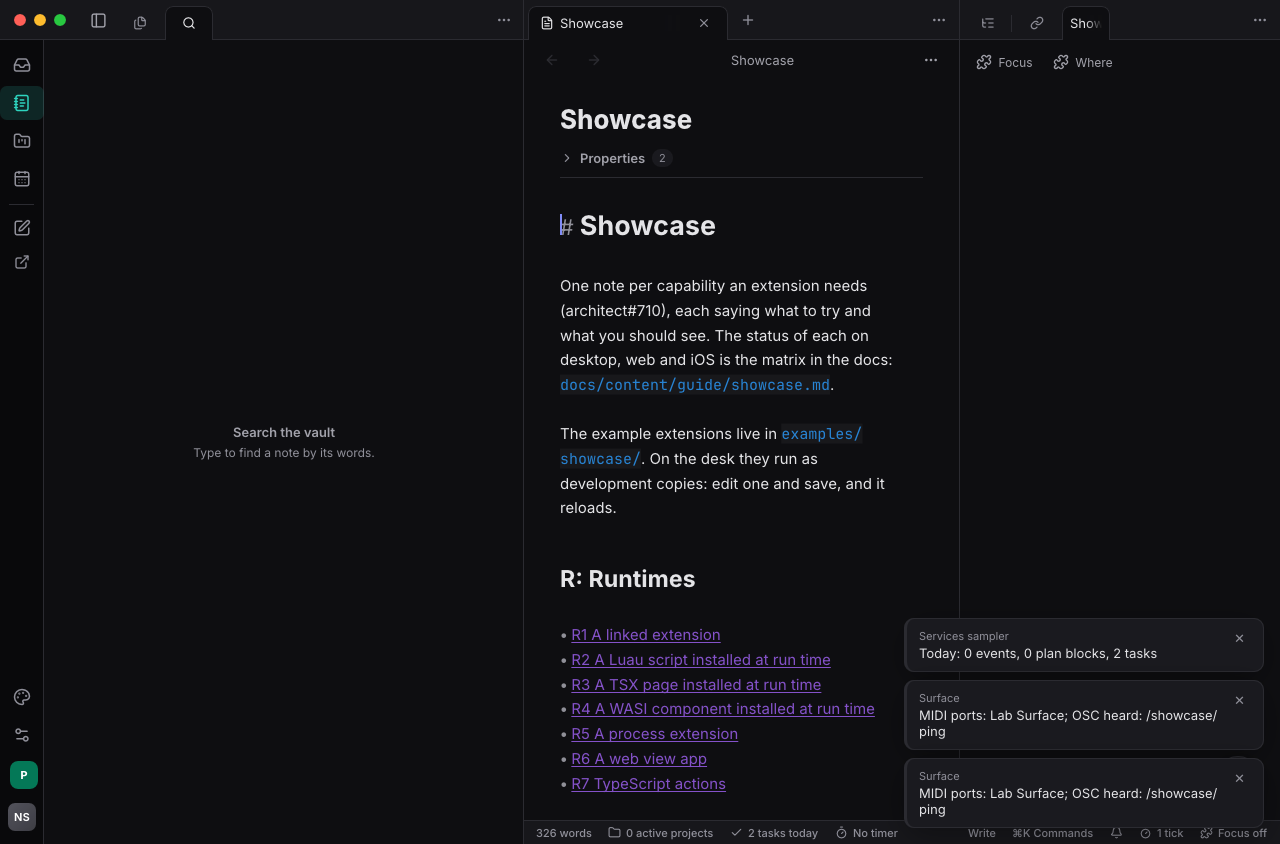 Showcase
Show
Showcase
Focus
Where
Showcase
Properties 2
# Showcase
One note per capability an extension needs
(architect#710), each saying what to try and
what you should see. The status of each on
desktop, web and iOS is the matrix in the docs:
docs/content/guide/showcase.md.
The example extensions live in examples/
showcase/. On the desk they run as
development copies: edit one and save, and it
reloads.
R: Runtimes
• R1 A linked extension
• R2 A Luau script installed at run time
• R3 A TSX page installed at run time
• R4 A WASI component installed at run time
• R5 A process extension
• R6 A web view app
• R7 TypeScript actions
Search the vault
Type to find a note by its words.
Services sampler
Today: 0 events, 0 plan blocks, 2 tasks
Surface
MIDI ports: Lab Surface; OSC heard: /showcase/
ping
Surface
MIDI ports: Lab Surface; OSC heard: /showcase/
ping
P
NS
326 words
0 active projects
2 tasks today
No timer
Write
⌘K Commands
1 tick
Focus off